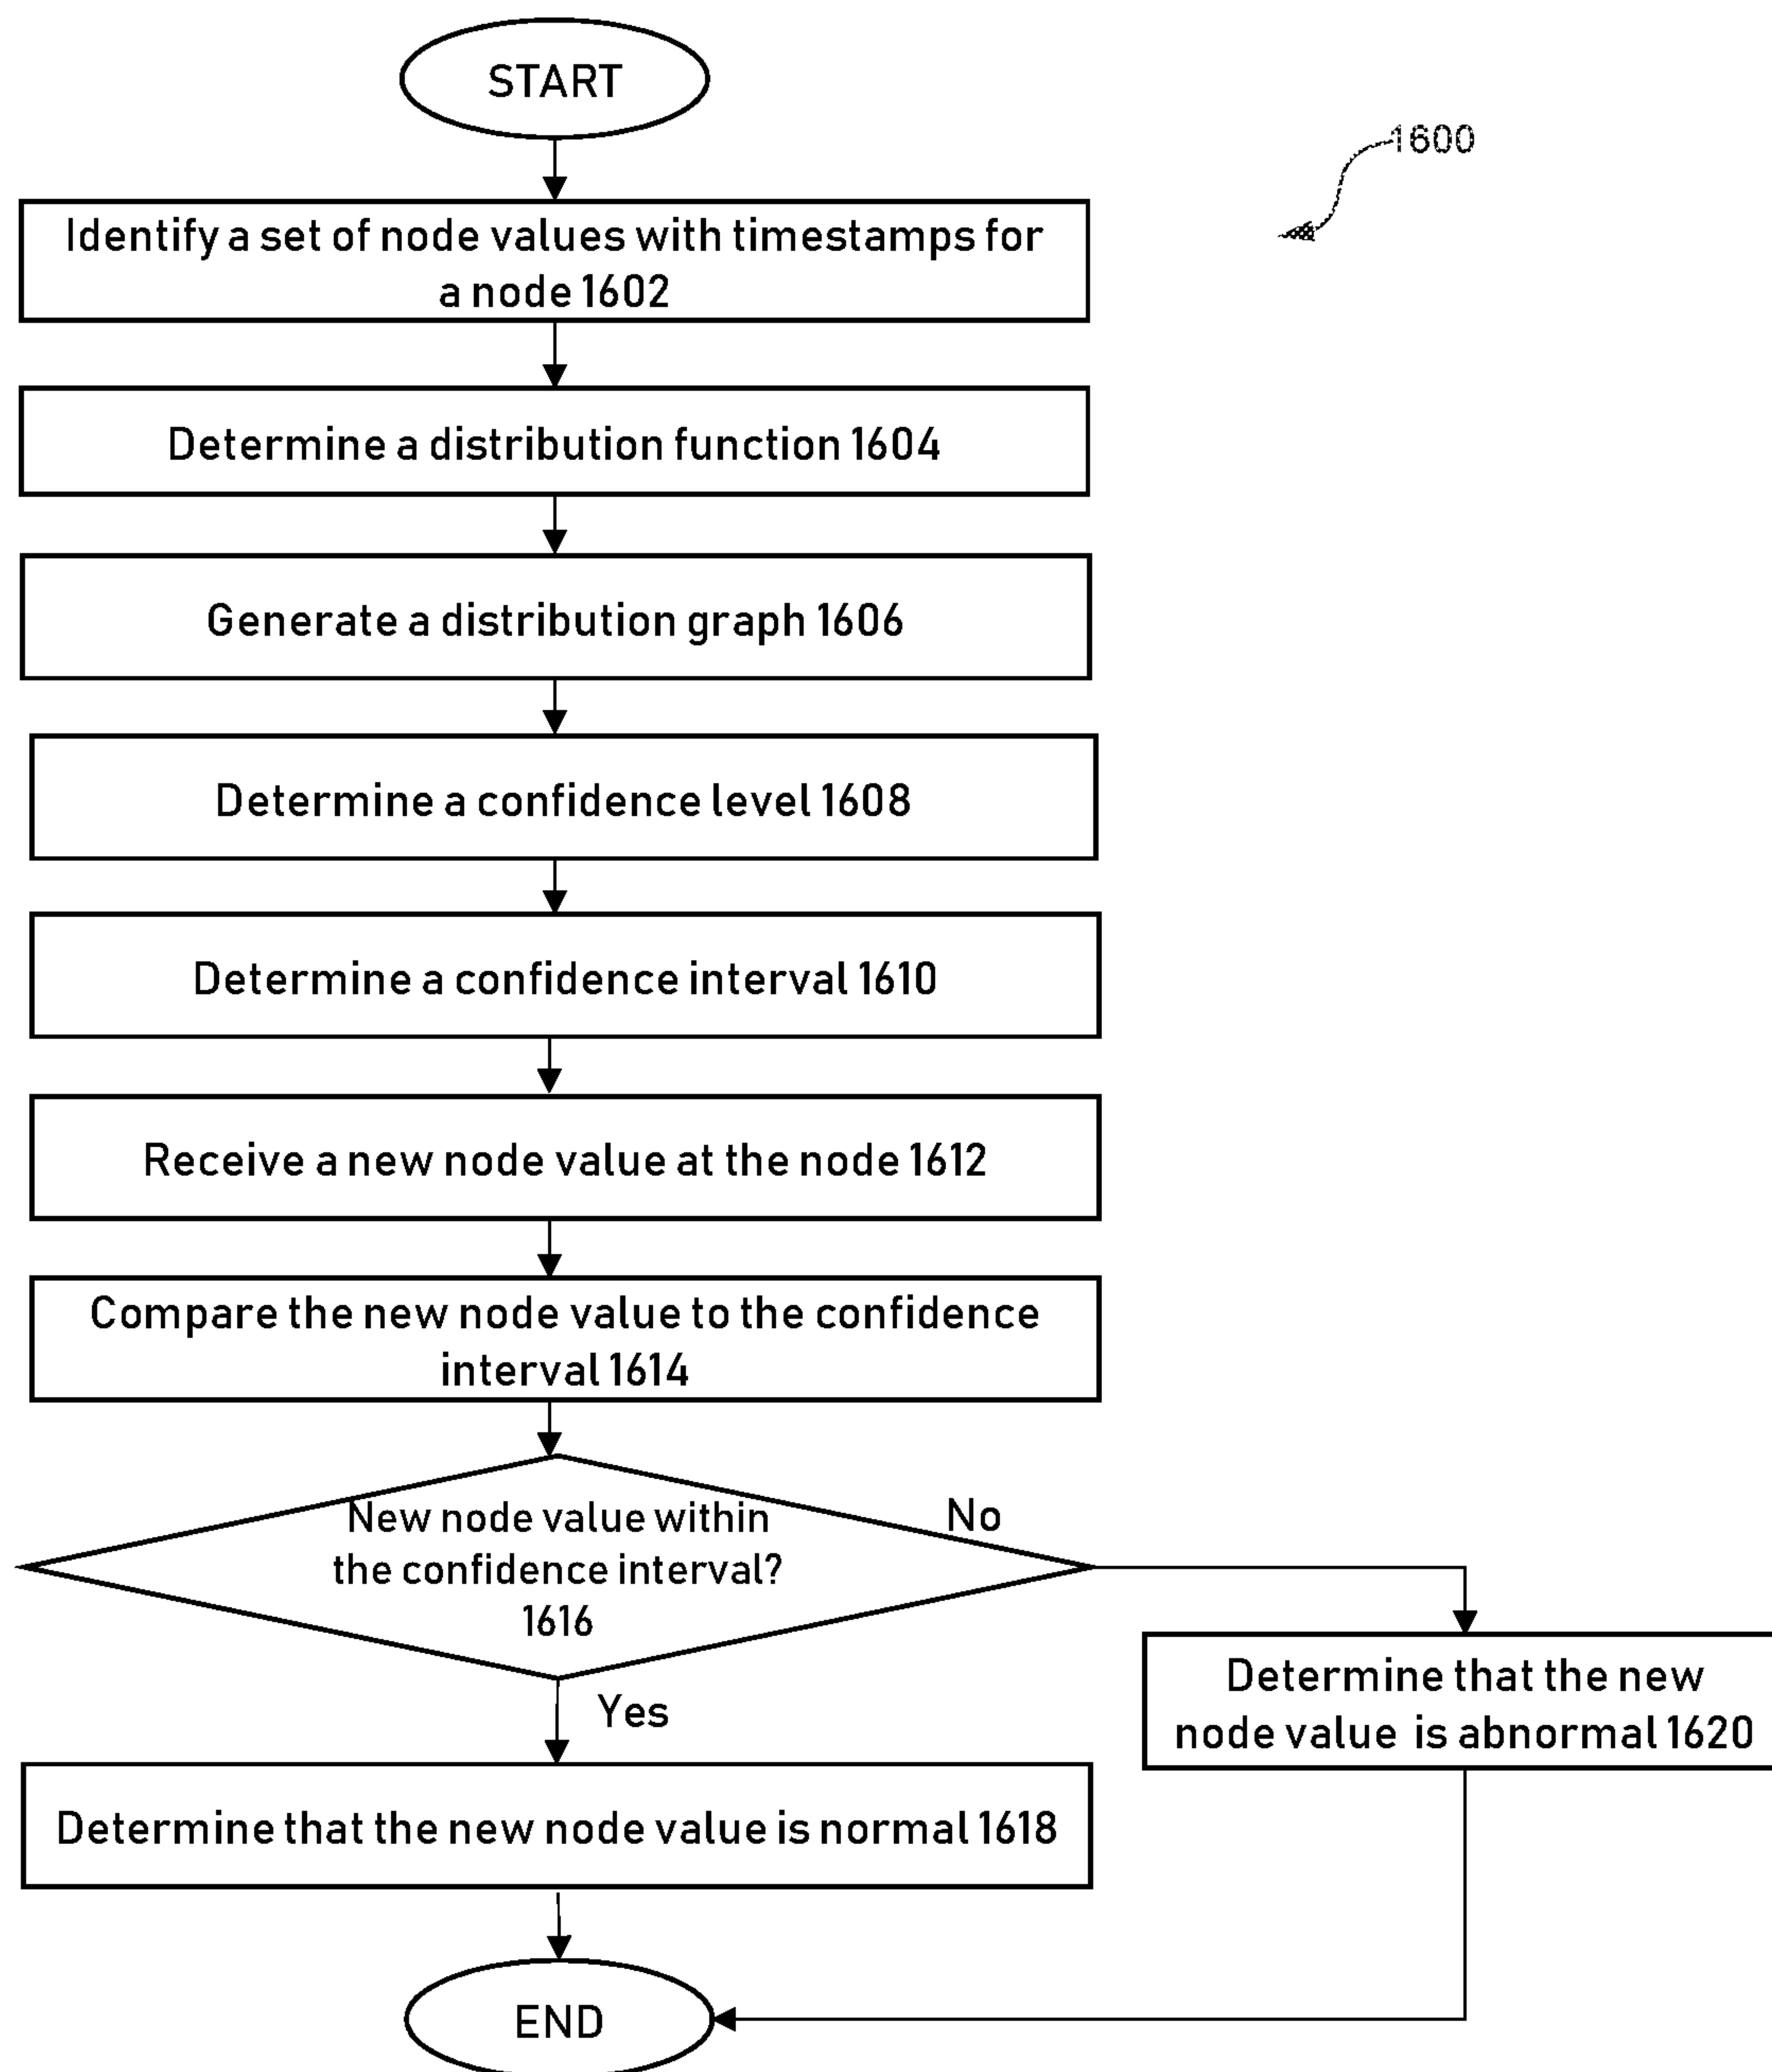 START
1600
Identify a set of node values with timestamps for
a node 1602
Determine a distribution function 1604
Generate a distribution graph 1606
Determine a confidence level 1608
Determine a confidence interval 1610
Receive a new node value at the node 1612
Compare the new node value to the confidence
interval 1614
New node value within
the confidence interval?
1616
No
Yes
Determine that the new
node value is abnormal 1620
Determine that the new node value is normal 1618
END